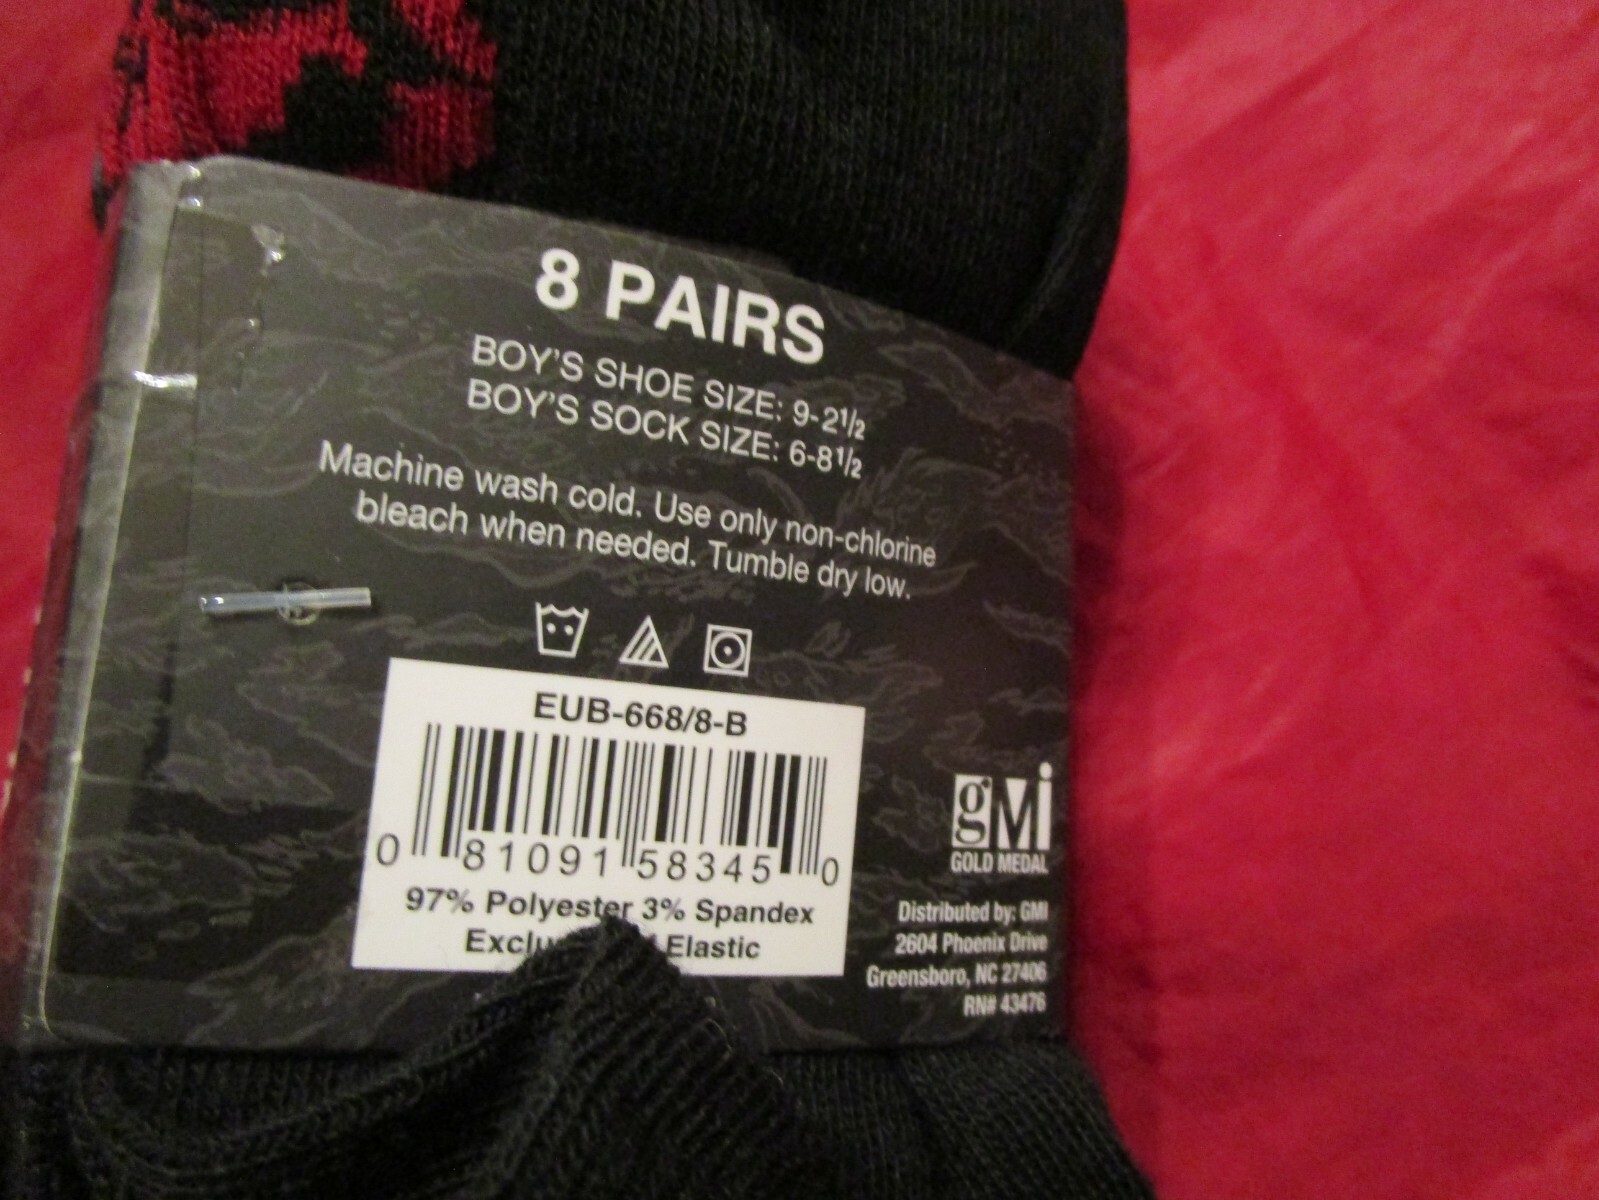 8 PAIRS
BOY'S SHOE SIZE: 9-2½
BOY'S SOCK SIZE: 6-8½
Machine wash cold. Use only non-chlorine
bleach when needed. Tumble dry low.
EUB-668/8-B
0 81091 58345 0
97% Polyester 3% Spandex
Elastic
gMi
GOLD MEDAL
Distributed by: GMI
2604 Phoenix Drive
Greensboro, NC 27406
RN# 43476